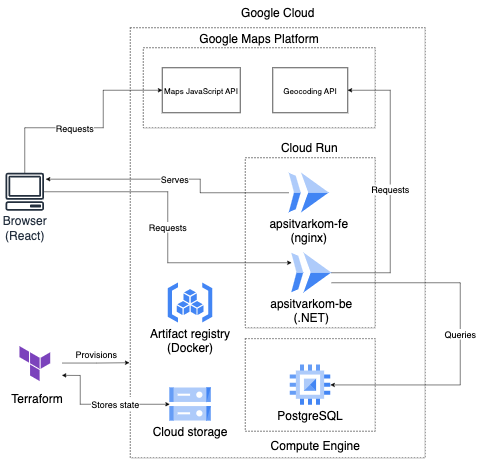 Google Cloud
Google Maps Platform
Maps JavaScript API
Geocoding API
Requests
Cloud Run
Serves
Requests
Browser
(React)
apsitvarkom-fe
(nginx)
Requests
apsitvarkom-be
(.NET)
Artifact registry
(Docker)
Queries
Provisions
Terraform
Stores state
PostgreSQL
Cloud storage
Compute Engine